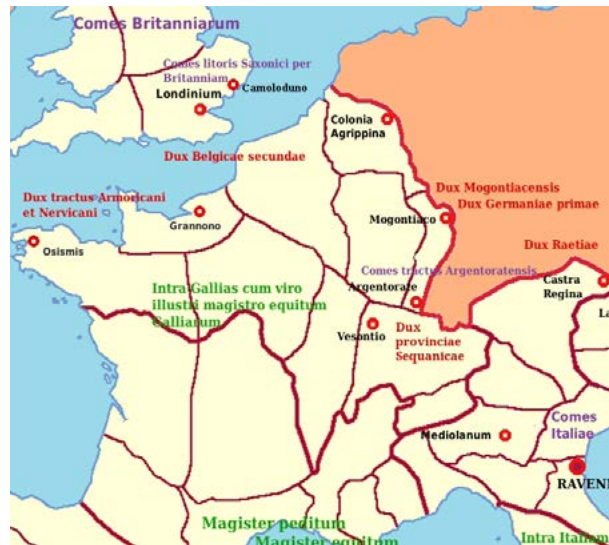 Comes Britanniarum
Comes litoris Saxonici per
Britanniam
Camoloduno
Londinium
Colonia
Agrippina
Dux Belgicae secundae
Dux tractus Armoricani
et Nervicani
Dux Mogontiacensis
Dux Germaniae primae
Mogontiaco
Grannono
Osismis
Dux Raetiae
Comes tractus Argentoratensis
Argentorate
Castra
Regina
La
Intra Gallias cum viro
illustri magistro equitum
Galliarum
Vesontio
Dux
provinciae
Sequanicae
Comes
Italiae
Mediolanum
RAVEN
Magister peditum
Magister equitum
Intra Italiam